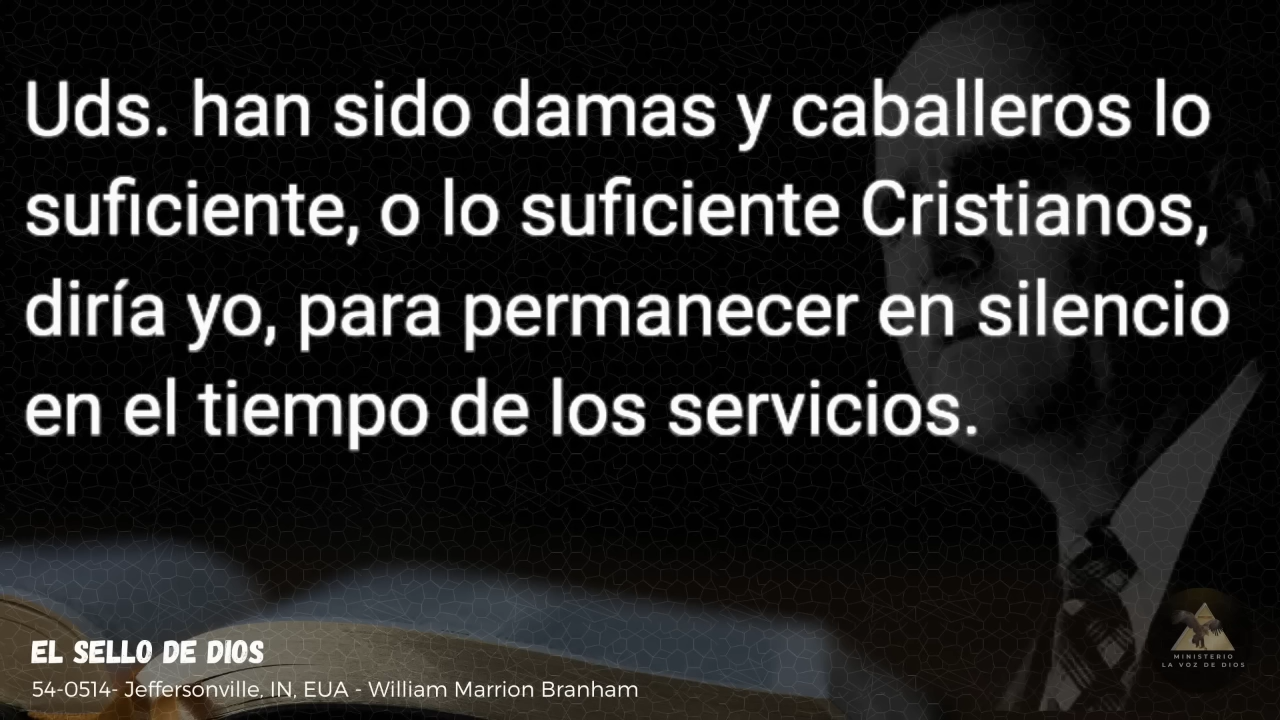 Uds. han sido damas y caballeros lo
suficiente, o lo suficiente Cristianos,
diría yo, para permanecer en silencio
en el tiempo de los servicios.
EL SELLO DE DIOS
54-0514- Jeffersonville, IN, EUA - William Marrion Branham
MINISTERIO
LA VOZ DE DIOS